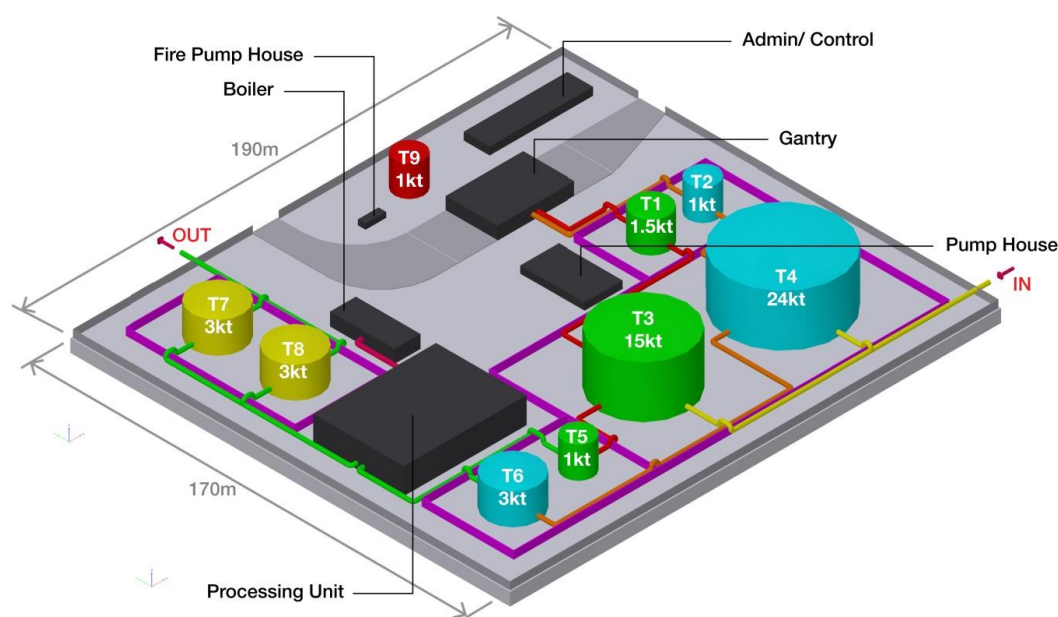 Admin/ Control
Fire Pump House
Boiler
Gantry
190m
T9
1kt
T2
1kt
T1
1.5kt
OUT
Pump House
T4
24kt
IN
T7
3kt
T3
15kt
T8
3kt
T5
1kt
T6
3kt
170m
Processing Unit